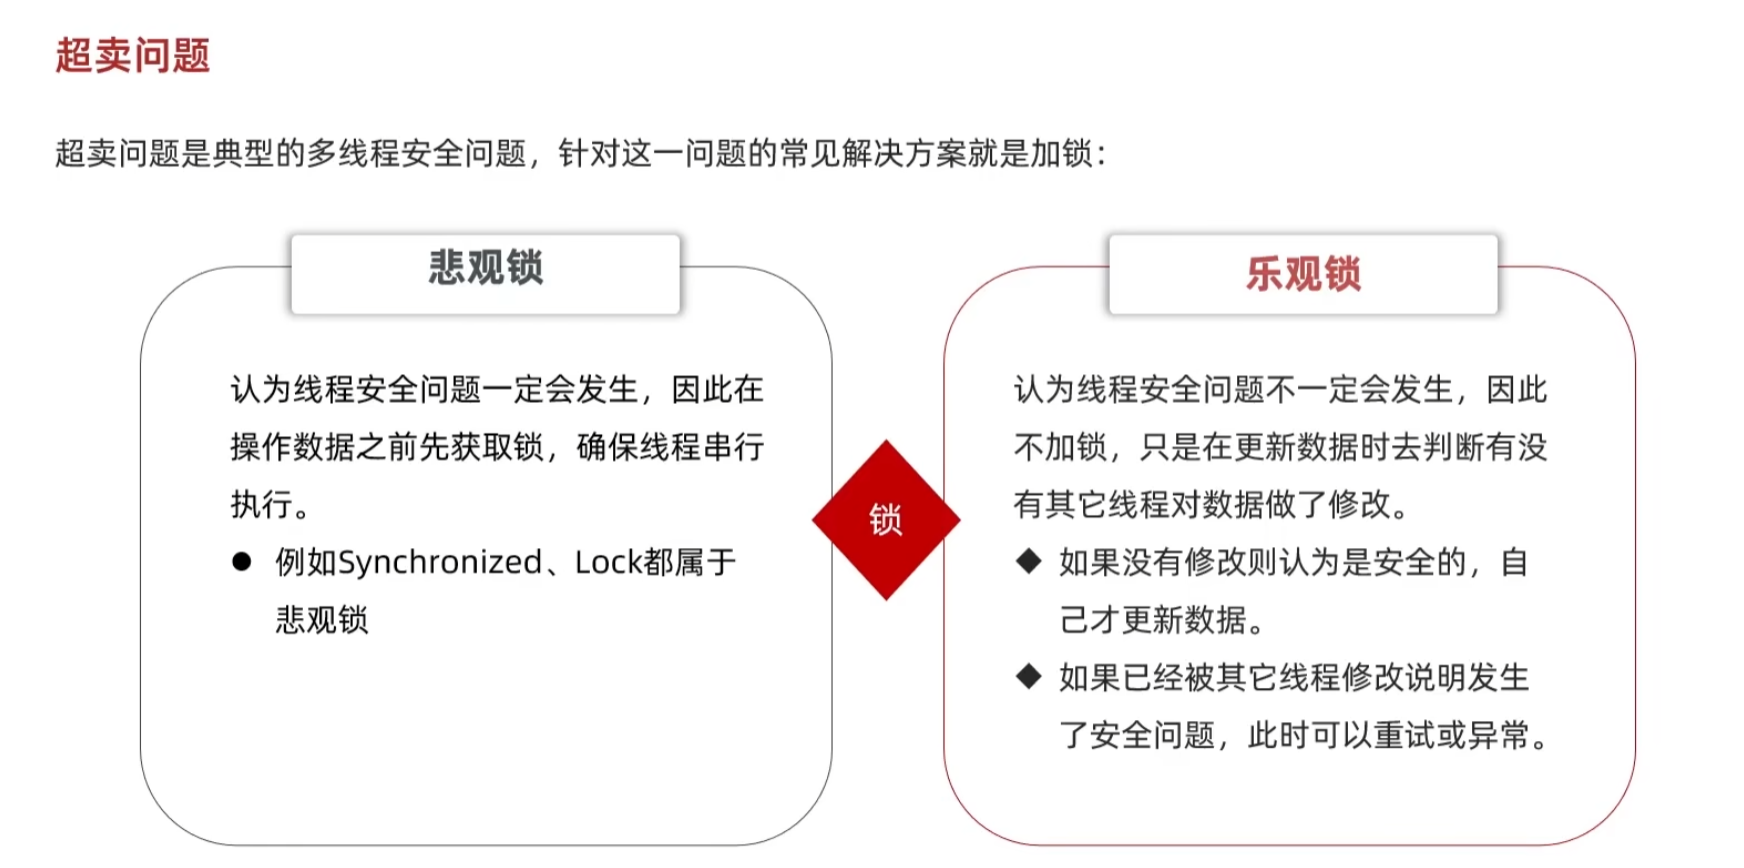 超卖问题
超卖问题是典型的多线程安全问题，针对这一问题的常见解决方案就是加锁：
悲观锁
认为线程安全问题一定会发生，因此在
操作数据之前先获取锁，确保线程串行
执行。
● 例如Synchronized、Lock都属于
悲观锁
锁
乐观锁
认为线程安全问题不一定会发生，因此
不加锁，只是在更新数据时去判断有没
有其它线程对数据做了修改。
◆ 如果没有修改则认为是安全的，自
己才更新数据。
◆ 如果已经被其它线程修改说明发生
了安全问题，此时可以重试或异常。